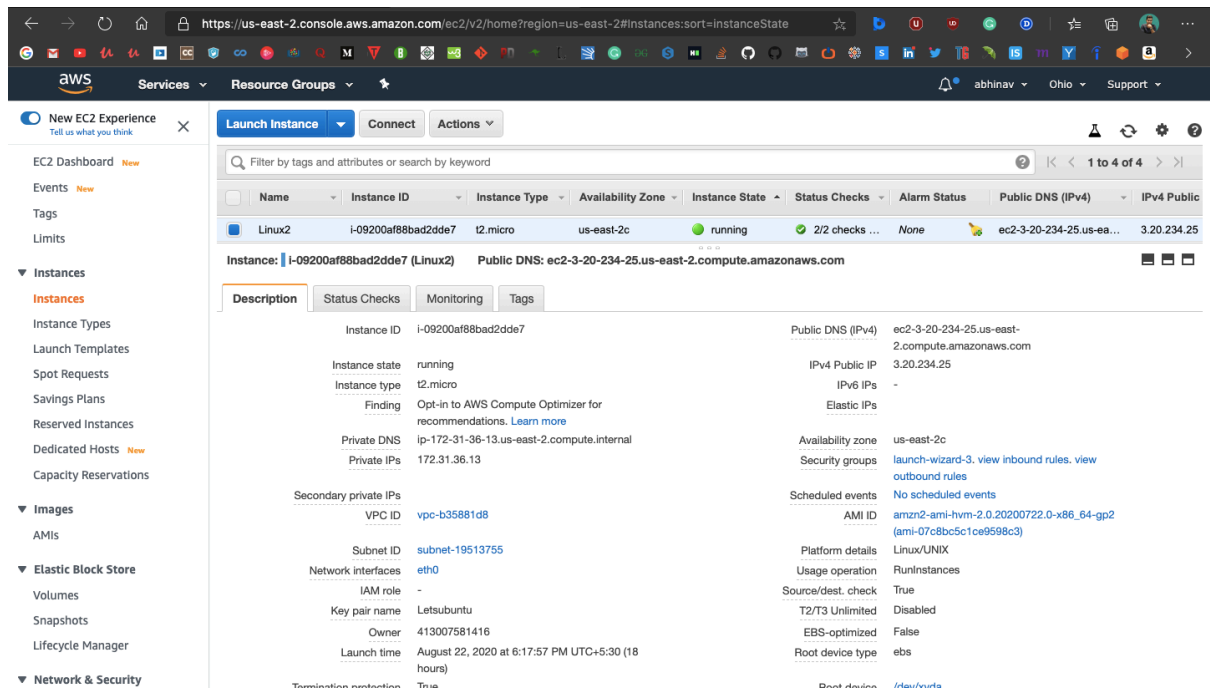 https://us-east-2.console.aws.amazon.com/ec2/v2/home?region=us-east-2#Instances:sort=instanceState
aws Services Resource Groups abhinav Ohio Support
New EC2 Experience
Tell us what you think
EC2 Dashboard New
Events New
Tags
Limits
Instances
Instances
Instance Types
Launch Templates
Spot Requests
Savings Plans
Reserved Instances
Dedicated Hosts New
Capacity Reservations
Images
AMIs
Elastic Block Store
Volumes
Snapshots
Lifecycle Manager
Network & Security
Launch Instance Connect Actions
Filter by tags and attributes or search by keyword 1 to 4 of 4
Name Instance ID Instance Type Availability Zone Instance State Status Checks Alarm Status Public DNS (IPv4) IPv4 Public
Linux2 i-09200af88bad2dde7 t2.micro us-east-2c running 2/2 checks ... None ec2-3-20-234-25.us-ea... 3.20.234.25
Instance: i-09200af88bad2dde7 (Linux2) Public DNS: ec2-3-20-234-25.us-east-2.compute.amazonaws.com
Description Status Checks Monitoring Tags
Instance ID i-09200af88bad2dde7
Instance state running
Instance type t2.micro
Finding Opt-in to AWS Compute Optimizer for
recommendations. Learn more
Private DNS ip-172-31-36-13.us-east-2.compute.internal
Private IPs 172.31.36.13
Secondary private IPs
VPC ID vpc-b35881d8
Subnet ID subnet-19513755
Network interfaces eth0
IAM role -
Key pair name Letsubuntu
Owner 413007581416
Launch time August 22, 2020 at 6:17:57 PM UTC+5:30 (18
hours)
Termination protection True
Public DNS (IPv4) ec2-3-20-234-25.us-east-
2.compute.amazonaws.com
IPv4 Public IP 3.20.234.25
IPv6 IPs -
Elastic IPs
Availability zone us-east-2c
Security groups launch-wizard-3. view inbound rules. view
outbound rules
Scheduled events No scheduled events
AMI ID amzn2-ami-hvm-2.0.20200722.0-x86_64-gp2
(ami-07c8bc5c1ce9598c3)
Platform details Linux/UNIX
Usage operation RunInstances
Source/dest. check True
T2/T3 Unlimited Disabled
EBS-optimized False
Root device type ebs
Root device /dev/xvda